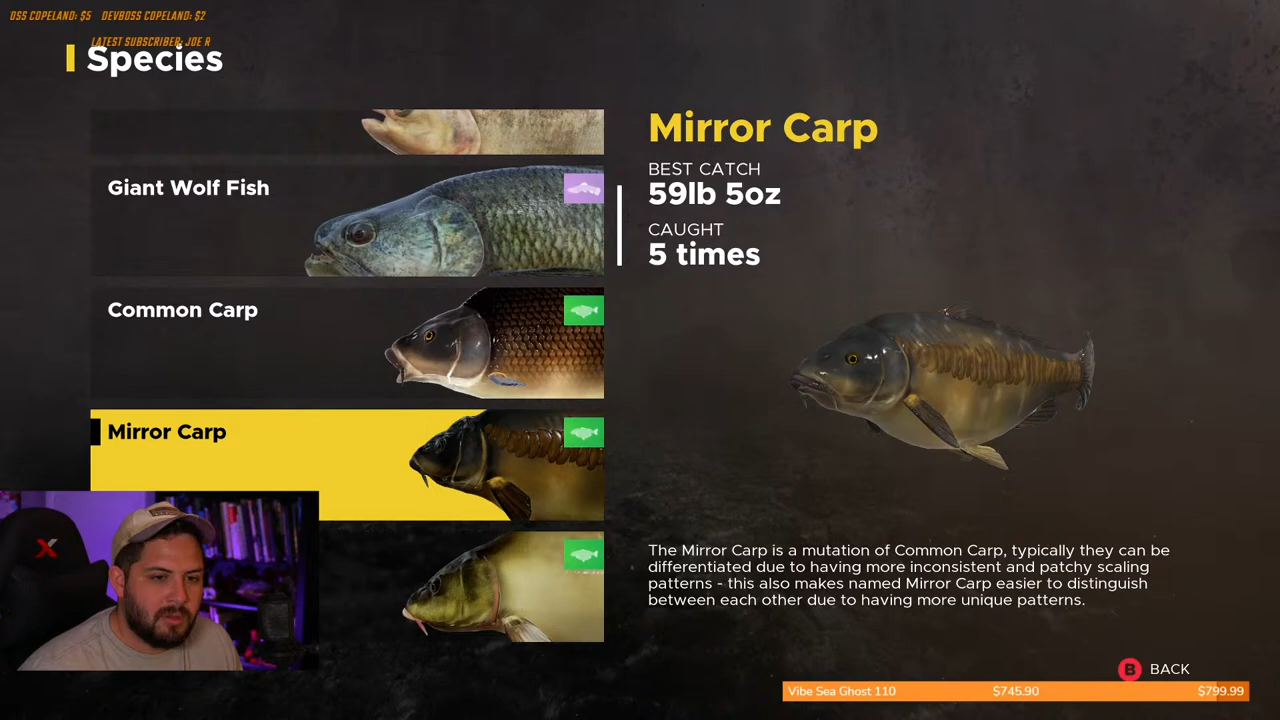 OSS COPELAND: $5 DEVBOSS COPELAND: $2
LATEST SUBSCRIBER: JOE R
Species
Giant Wolf Fish
Common Carp
Mirror Carp
Mirror Carp
BEST CATCH
59lb 5oz
CAUGHT
5 times
The Mirror Carp is a mutation of Common Carp, typically they can be
differentiated due to having more inconsistent and patchy scaling
patterns - this also makes named Mirror Carp easier to distinguish
between each other due to having more unique patterns.
B BACK
Vibe Sea Ghost 110 $745.90 $799.99